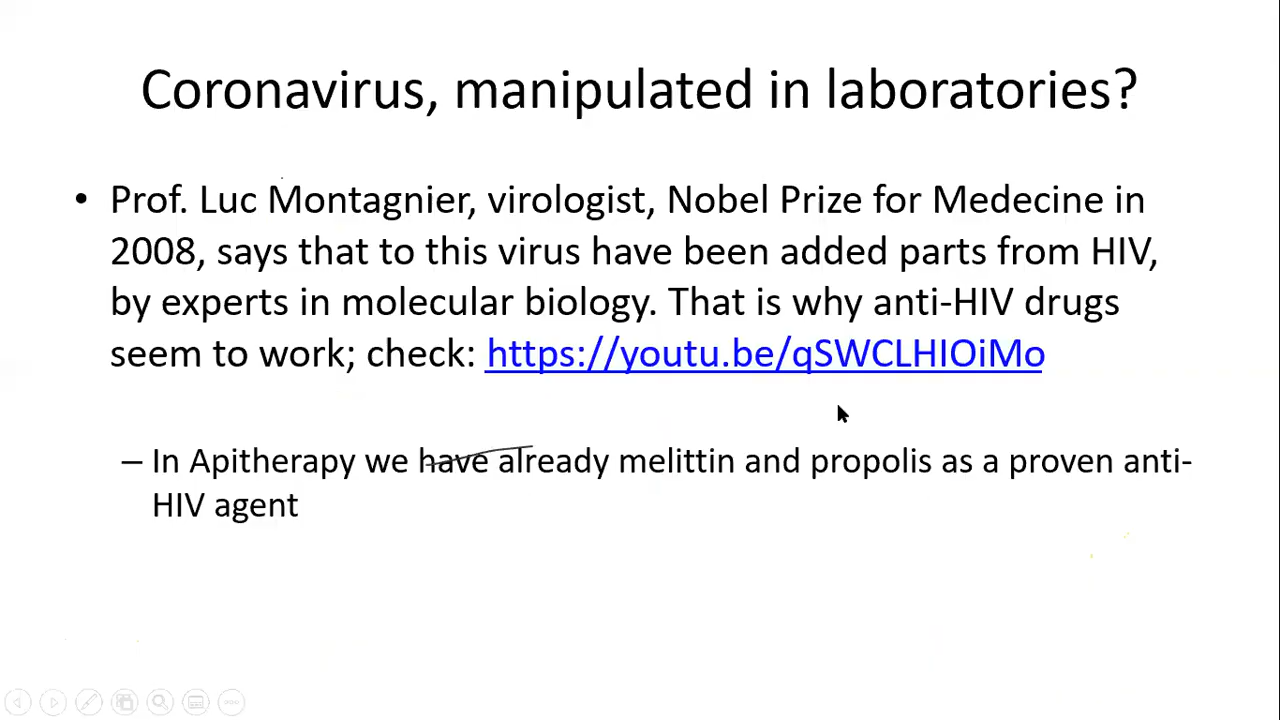 Coronavirus, manipulated in laboratories?
• Prof. Luc Montagnier, virologist, Nobel Prize for Medecine in
2008, says that to this virus have been added parts from HIV,
by experts in molecular biology. That is why anti-HIV drugs
seem to work; check: https://youtu.be/qSWCLHIOiMo
– In Apitherapy we have already melittin and propolis as a proven anti-
HIV agent